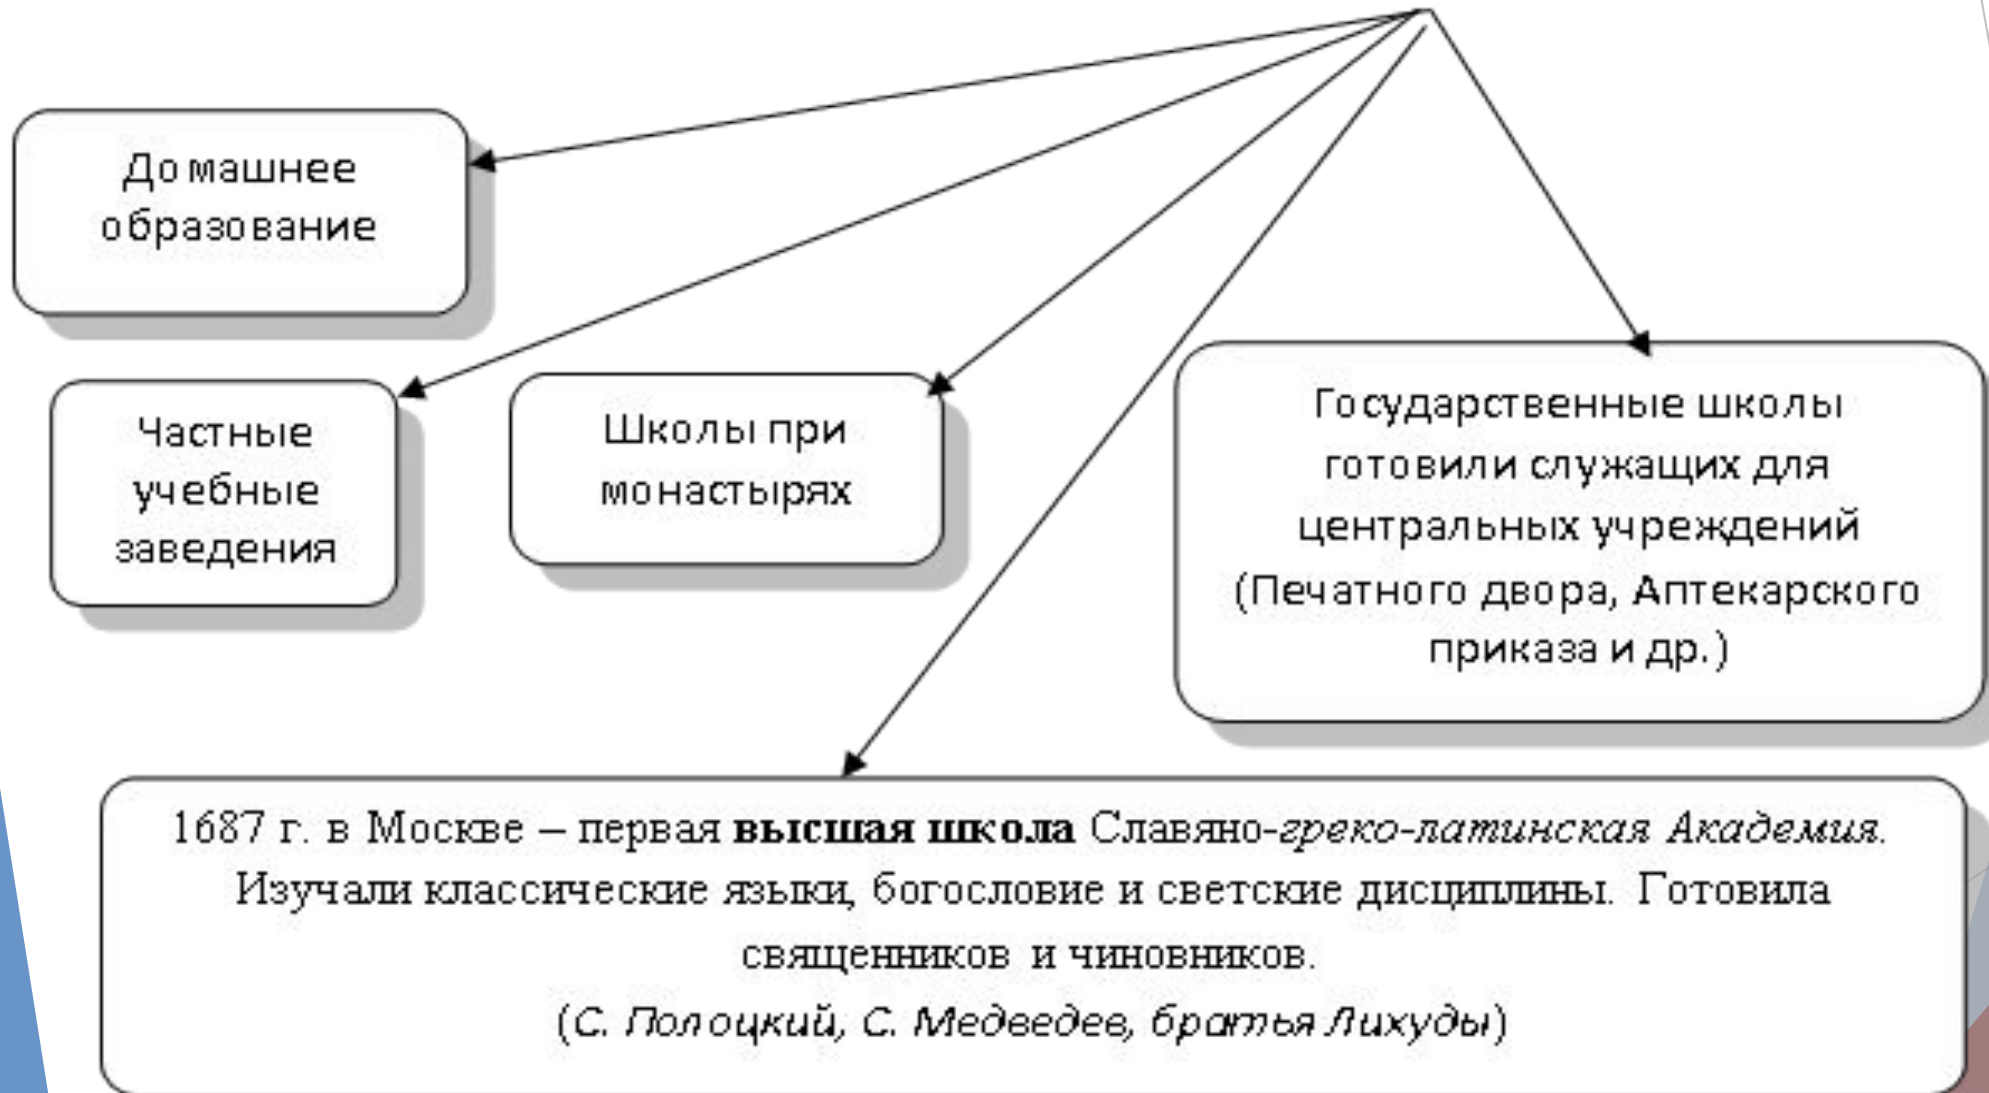 Домашнее
образование
Частные
учебные
заведения
Школы при
монастырях
Государственные школы
готовили служащих для
центральных учреждений
(Печатного двора, Аптекарского
приказа и др.)
1687 г. в Москве – первая высшая школа Славяно-греко-латинская Академия.
Изучали классические языки, богословие и светские дисциплины. Готовила
священников и чиновников.
(С. Полоцкий, С. Медведев, братья Лихуды)